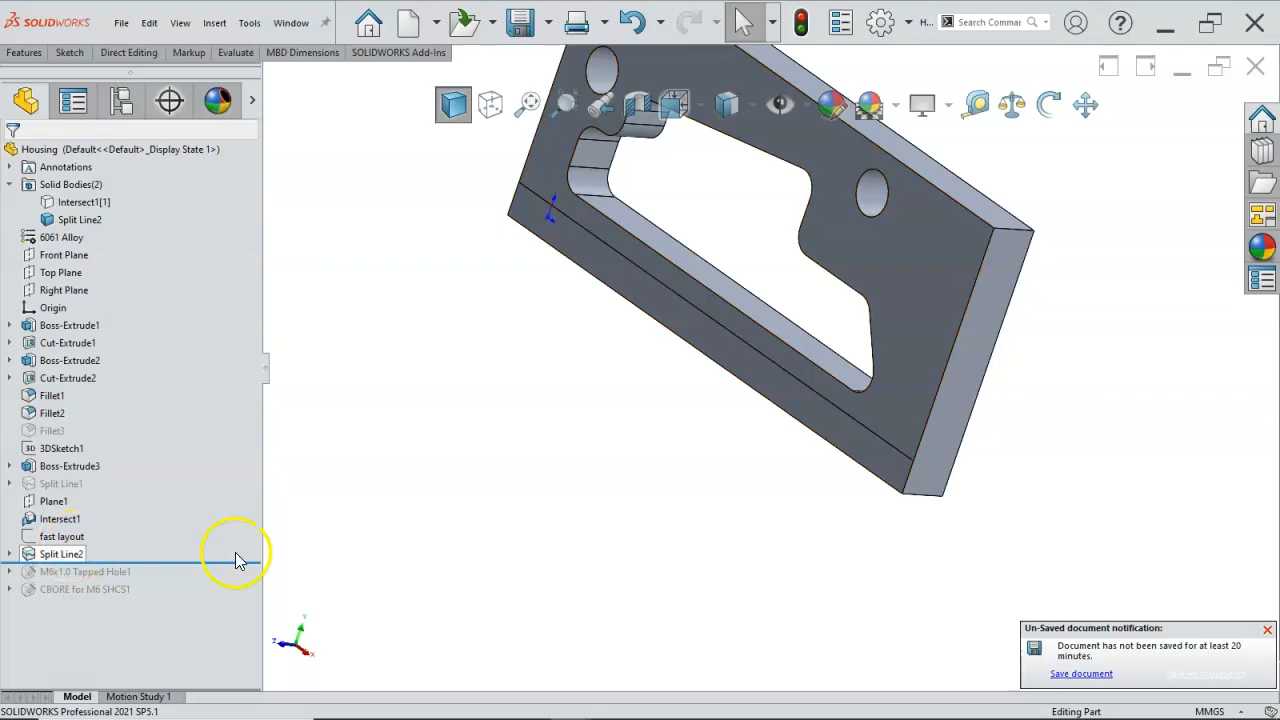 SOLIDWORKS File Edit View Insert Tools Window H... Search Commar
Features Sketch Direct Editing Markup Evaluate MBD Dimensions SOLIDWORKS Add-Ins
Housing (Default<<Default>_Display State 1>)
Annotations
Solid Bodies(2)
Intersect1[1]
Split Line2
6061 Alloy
Front Plane
Top Plane
Right Plane
Origin
Boss-Extrude1
Cut-Extrude1
Boss-Extrude2
Cut-Extrude2
Fillet1
Fillet2
Fillet3
3D 3DSketch1
Boss-Extrude3
Split Line1
Plane1
Intersect1
fast layout
Split Line2
M6x1.0 Tapped Hole1
CBORE for M6 SHCS1
Y
Z
X
Un-Saved document notification:
Document has not been saved for at least 20
minutes.
Save document
Model Motion Study 1
SOLIDWORKS Professional 2021 SP5.1 Editing Part MMGS